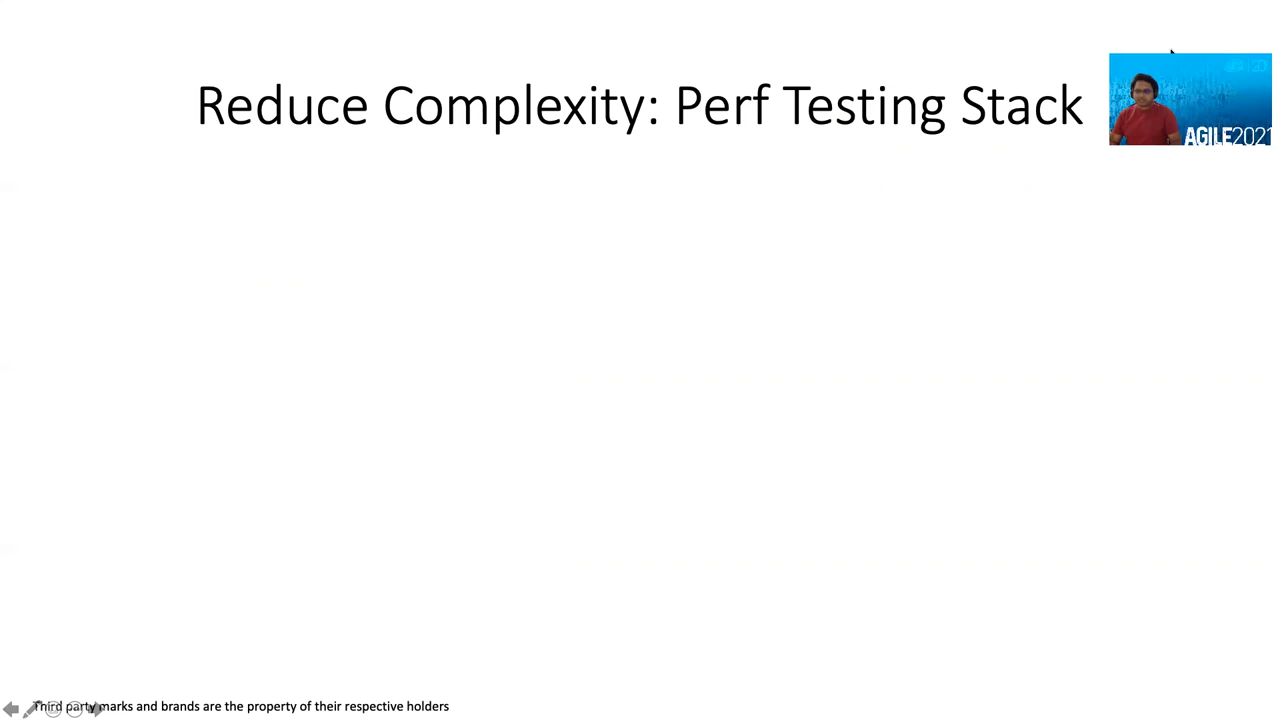 Reduce Complexity: Perf Testing Stack
AGILE2021
Third party marks and brands are the property of their respective holders